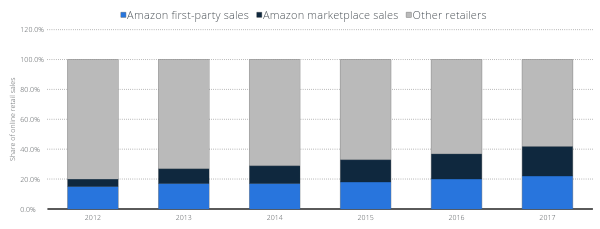 Amazon first-party sales Amazon marketplace sales Other retailers
120.0%
100.0%
80.0%
60.0%
40.0%
20.0%
0.0%
Share of online retail sales
2012 2013 2014 2015 2016 2017